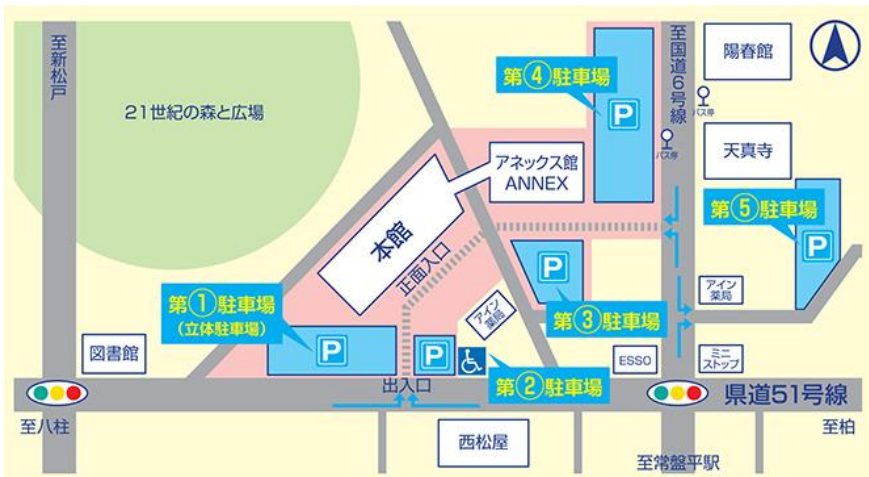 至新松戸
21世紀の森と広場
至国道6号線
陽春館
第④駐車場
P
バス停
バス停
天真寺
アネックス館
ANNEX
第⑤駐車場
P
本館
正面入口
P
第①駐車場
(立体駐車場)
P
P
アイン
薬局
第③駐車場
アイン
薬局
図書館
第②駐車場
ESSO
ミニ
ストップ
出入口
県道51号線
至八柱
西松屋
至柏
至常盤平駅